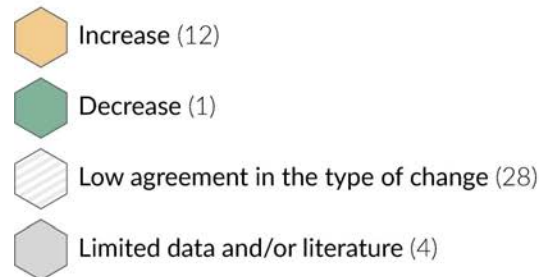 Increase (12)
Decrease (1)
Low agreement in the type of change (28)
Limited data and/or literature (4)